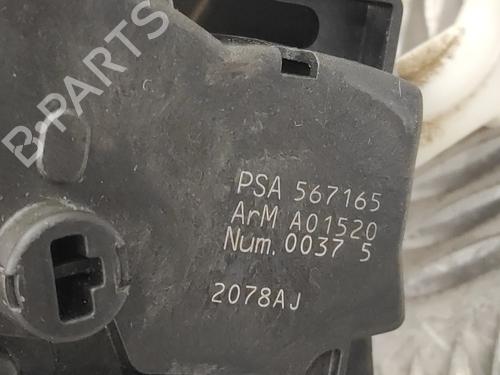 B-PARTS
PSA 567165
ArM A01520
Num. 0037 5
2078AJ